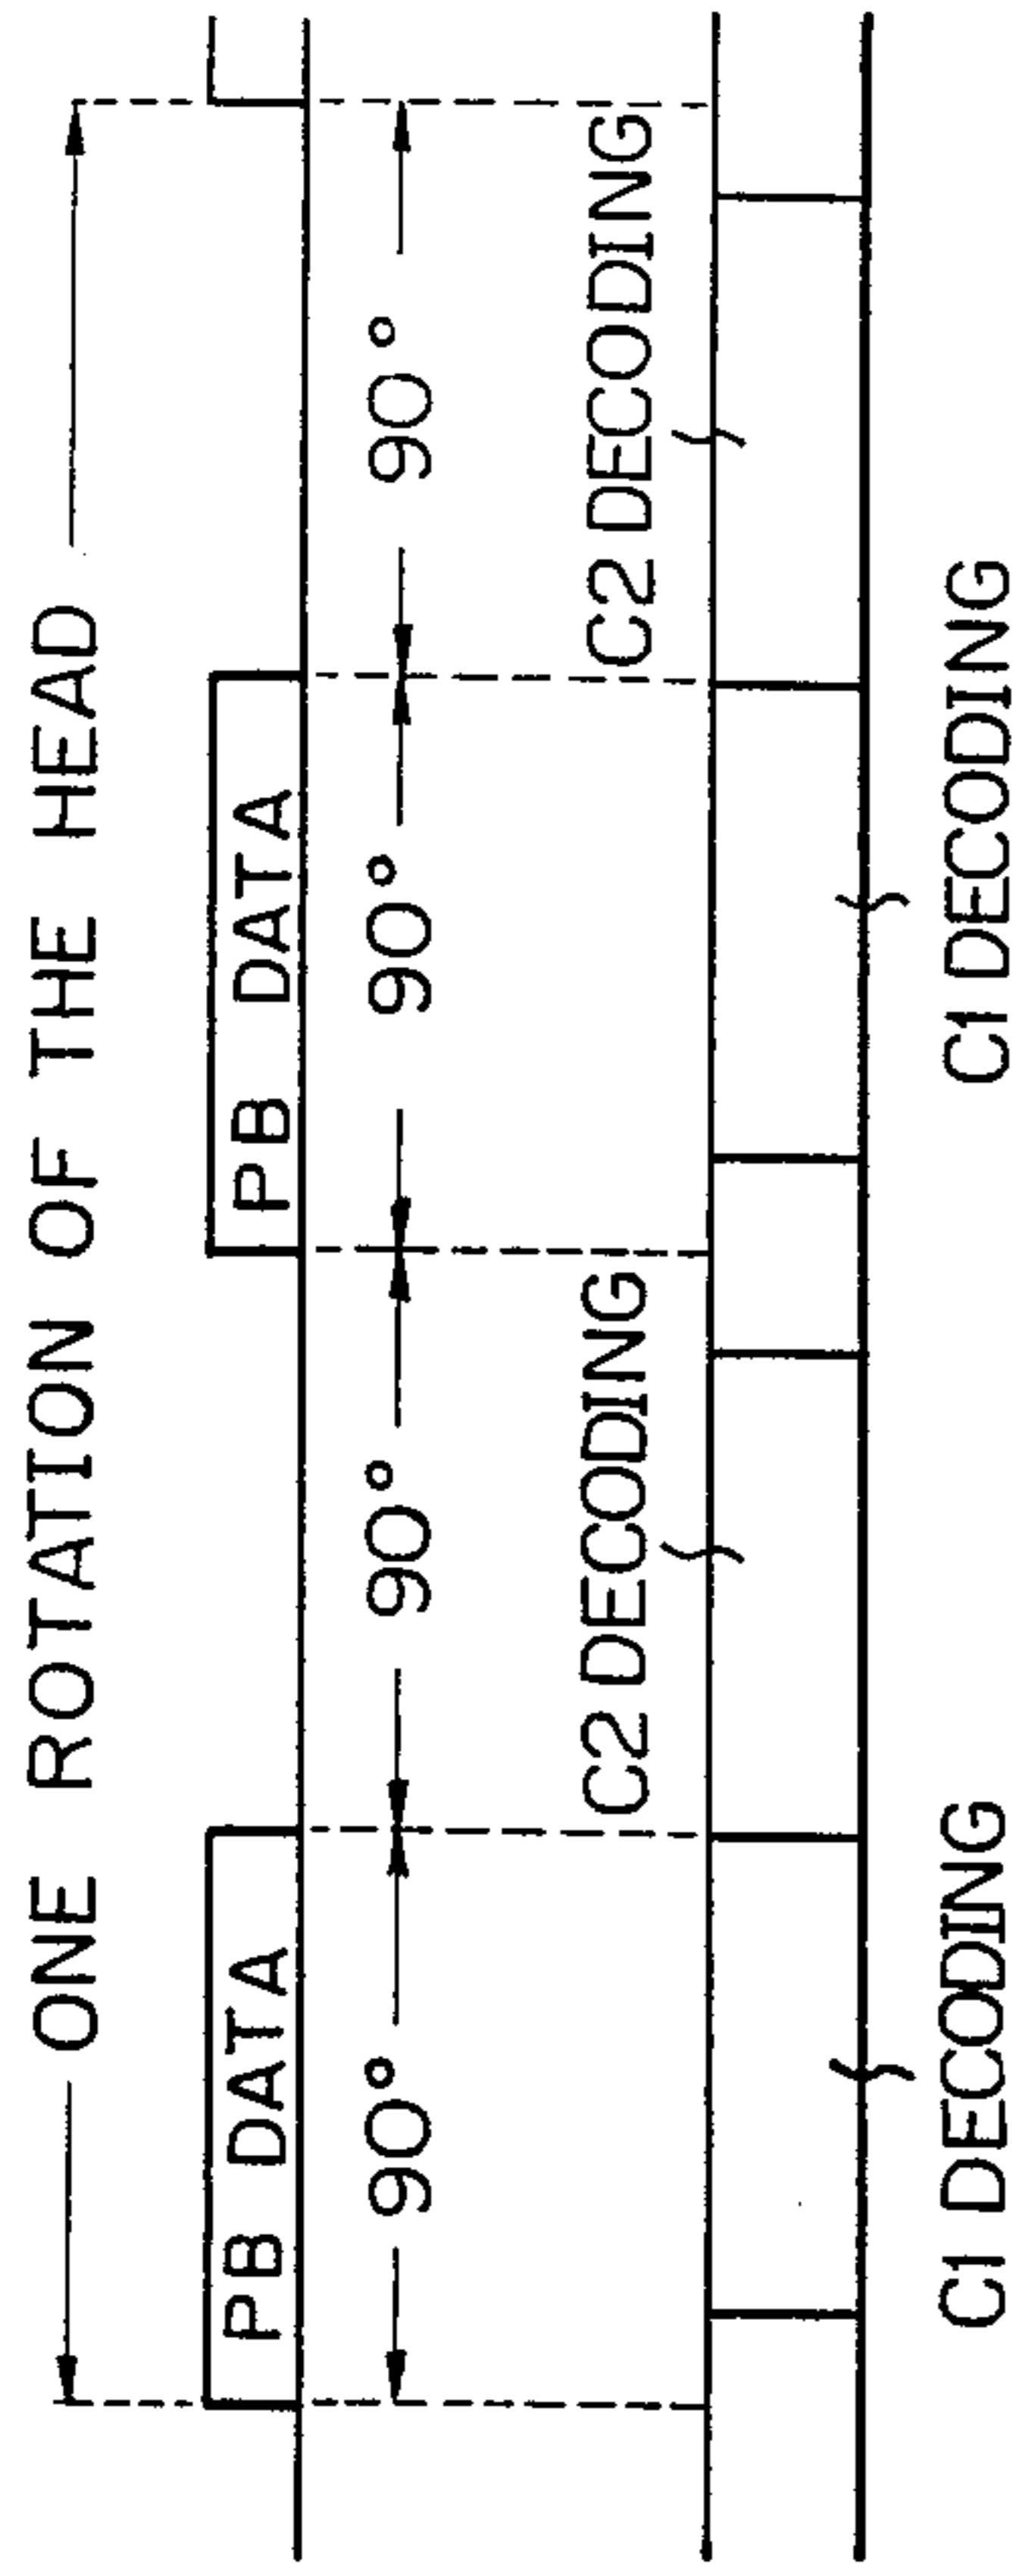 ONE ROTATION OF THE HEAD
PB DATA
PB DATA
90°
90°
90°
90°
C2 DECODING
C2 DECODING
C1 DECODING
C1 DECODING